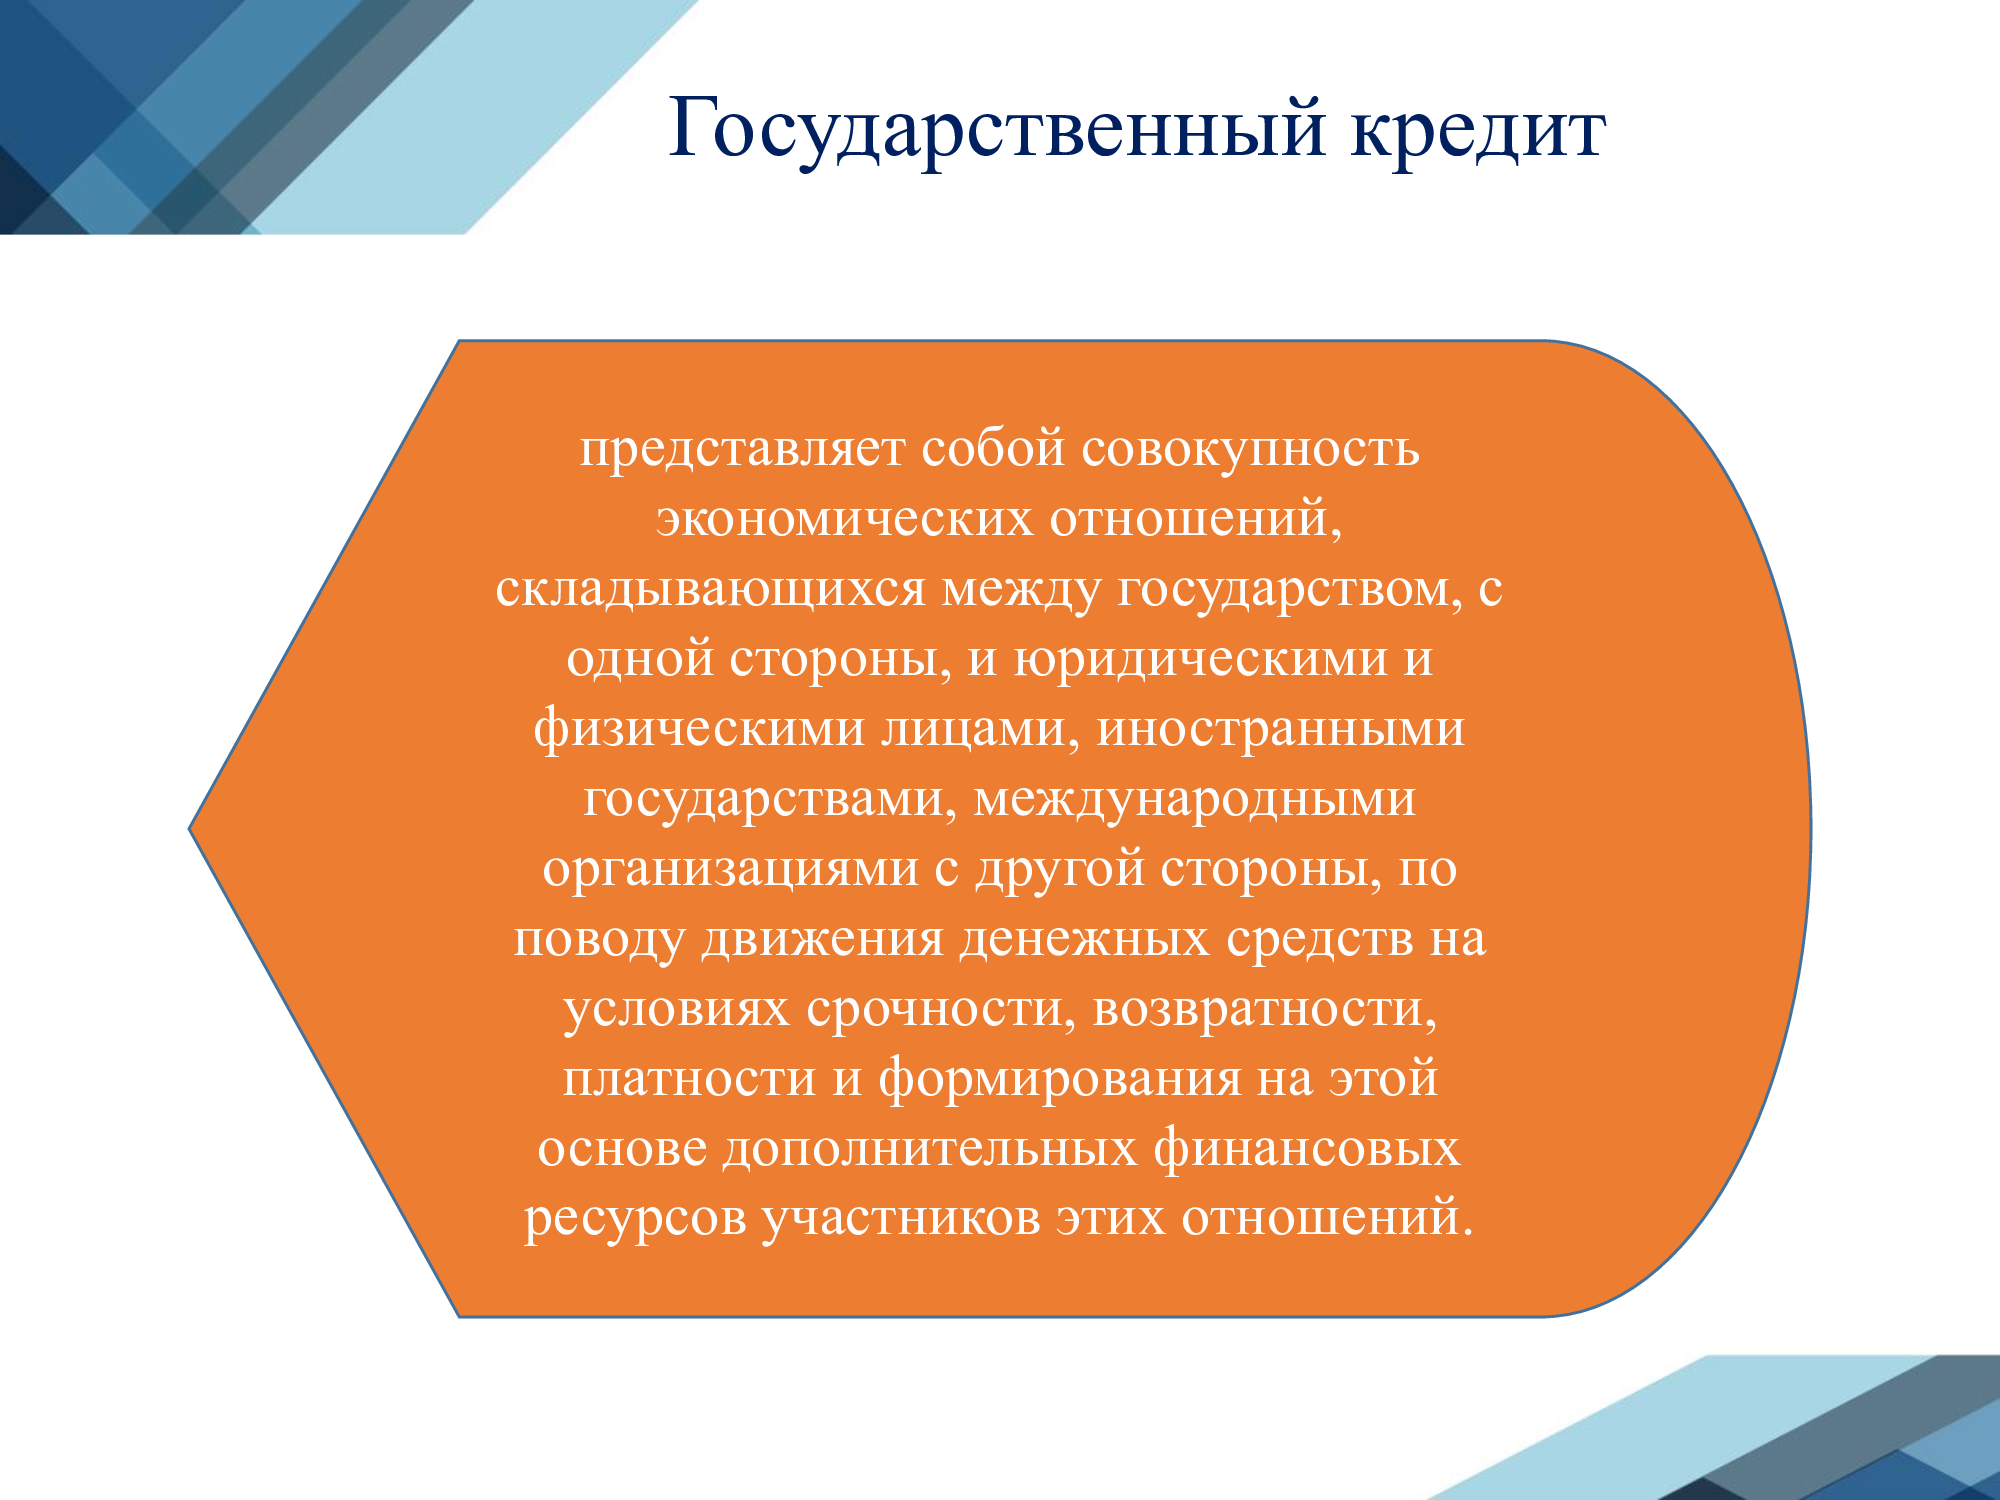 Государственный кредит
представляет собой совокупность
экономических отношений,
складывающихся между государством, с
одной стороны, и юридическими и
физическими лицами, иностранными
государствами, международными
организациями с другой стороны, по
поводу движения денежных средств на
условиях срочности, возвратности,
платности и формирования на этой
основе дополнительных финансовых
ресурсов участников этих отношений.